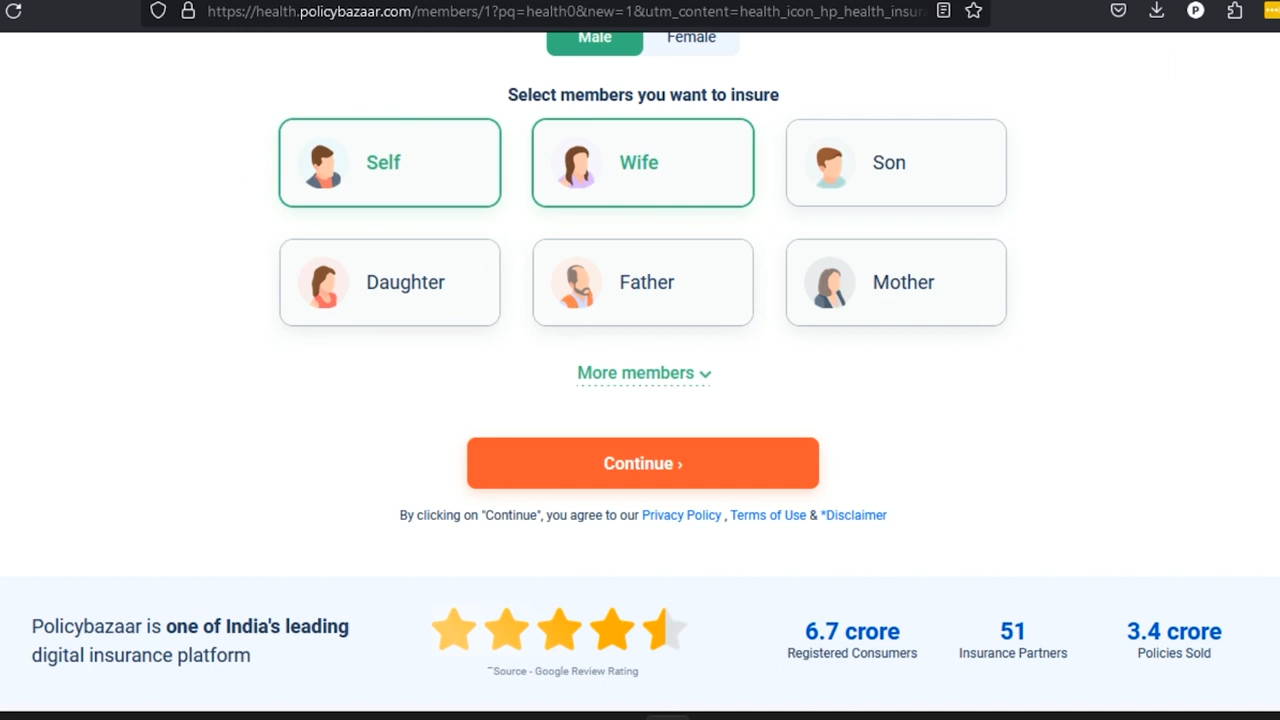 https://health.policybazaar.com/members/1?pq=health0&new=1&utm_content=health_icon_hp_health_insur
P
Male Female
Select members you want to insure
Self Wife Son
Daughter Father Mother
More members
Continue ›
By clicking on "Continue", you agree to our Privacy Policy , Terms of Use & *Disclaimer
Policybazaar is one of India's leading
digital insurance platform
~Source - Google Review Rating
6.7 crore 51 3.4 crore
Registered Consumers Insurance Partners Policies Sold